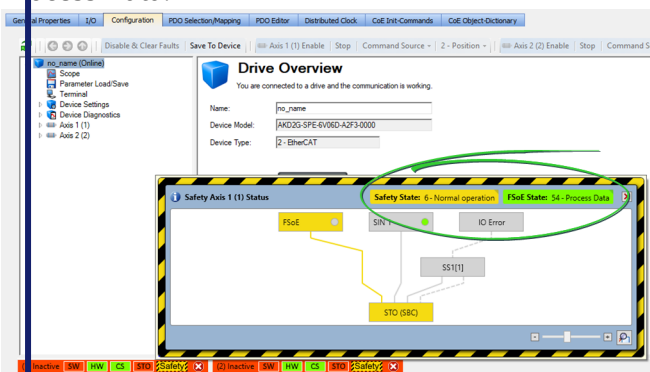 General Properties I/O Configuration PDO Selection/Mapping PDO Editor Distributed Clock CoE Init-Commands CoE Object-Dictionary
Disable & Clear Faults Save To Device Axis 1 (1) Enable Stop Command Source 2 - Position Axis 2 (2) Enable Stop Command S
no_name (Online)
Scope
Parameter Load/Save
Terminal
Device Settings
Device Diagnostics
Axis 1 (1)
Axis 2 (2)
Drive Overview
You are connected to a drive and the communication is working.
Name: no_name
Device Model: AKD2G-SPE-6V06D-A2F3-0000
Device Type: 2 - EtherCAT
Safety Axis 1 (1) Status Safety State: 6 - Normal operation FSoE State: 54 - Process Data
FSoE SIN 1 IO Error
SS1[1]
STO (SBC)
Inactive SW HW CS STO Safety (2) Inactive SW HW CS STO Safety